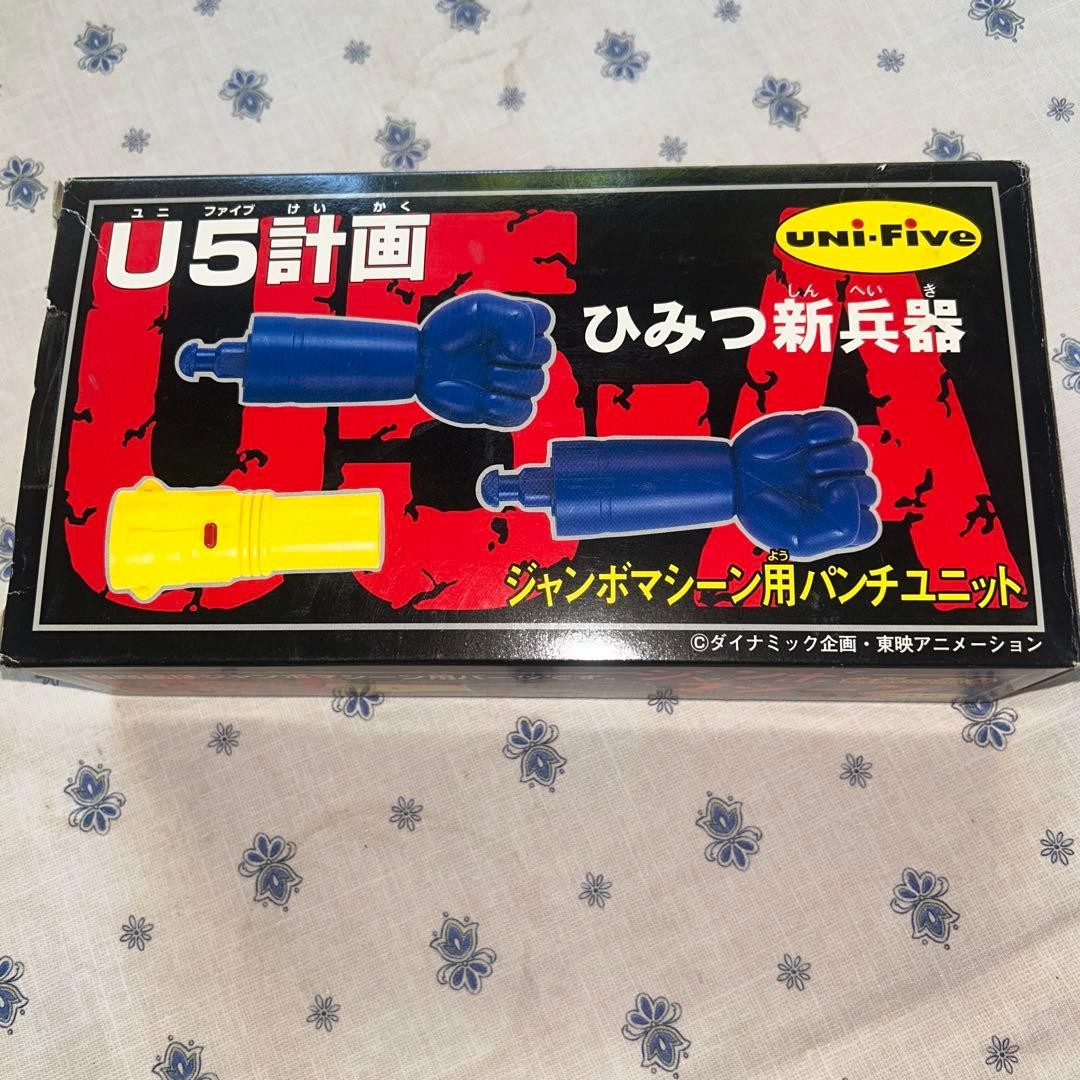 ユニ ファイブ けい かく
U5計画
UNi-Five
しん へい き
ひみつ新兵器
よう
ジャンボマシーン用パンチユニット
©ダイナミック企画・東映アニメーション